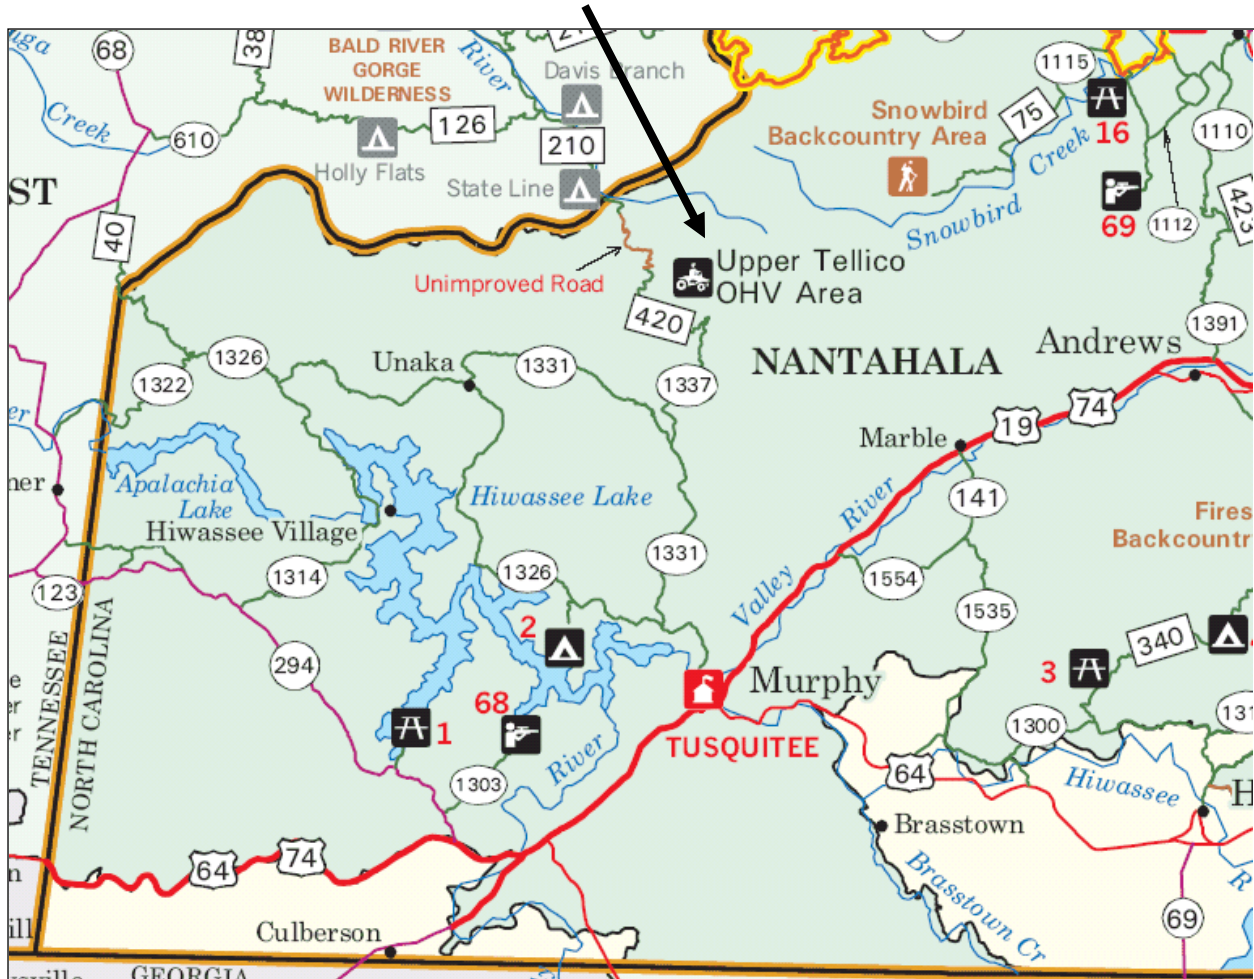 68
38
BALD RIVER
GORGE
WILDERNESS
River
Davis Branch
1115
Creek
610
126
210
Holly Flats
State Line
Snowbird
Backcountry Area
75
Creek
16
1110
ST
40
Snowbird
69
1112
423
Unimproved Road
Upper Tellico
OHV Area
420
1326
Unaka
1331
1322
1337
NANTAHALA
Andrews
1391
19
74
Marble
Apalachia
Lake
Hiwassee Lake
141
River
Hiwassee Village
Fires
Backcountry
1314
1326
1331
1554
123
Valley
1535
TENNESSEE
NORTH CAROLINA
294
2
340
3
Murphy
1
68
TUSQUITEE
1300
131
River
1303
64
Hiwassee
H
Brasstown
64
74
Brasstown Cr
R
69
Culberson
GEORGIA